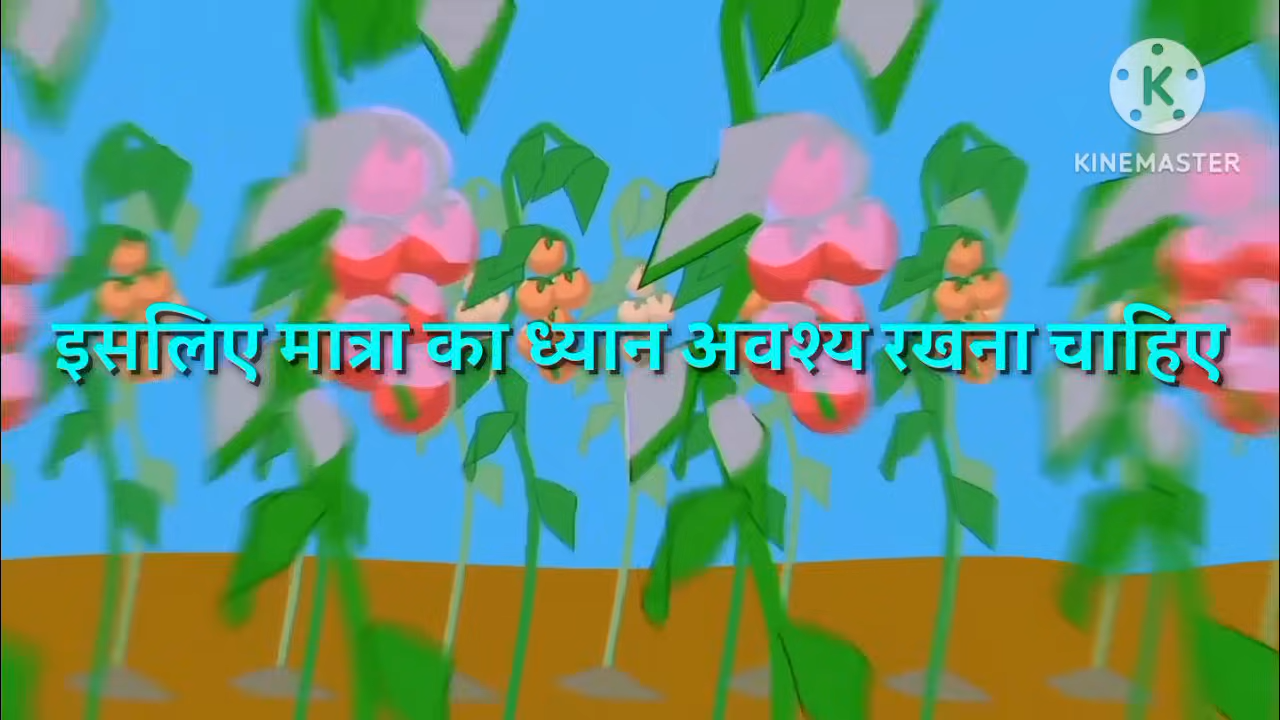 K
KINEMASTER
इसलिए मात्रा का ध्यान अवश्य रखना चाहिए